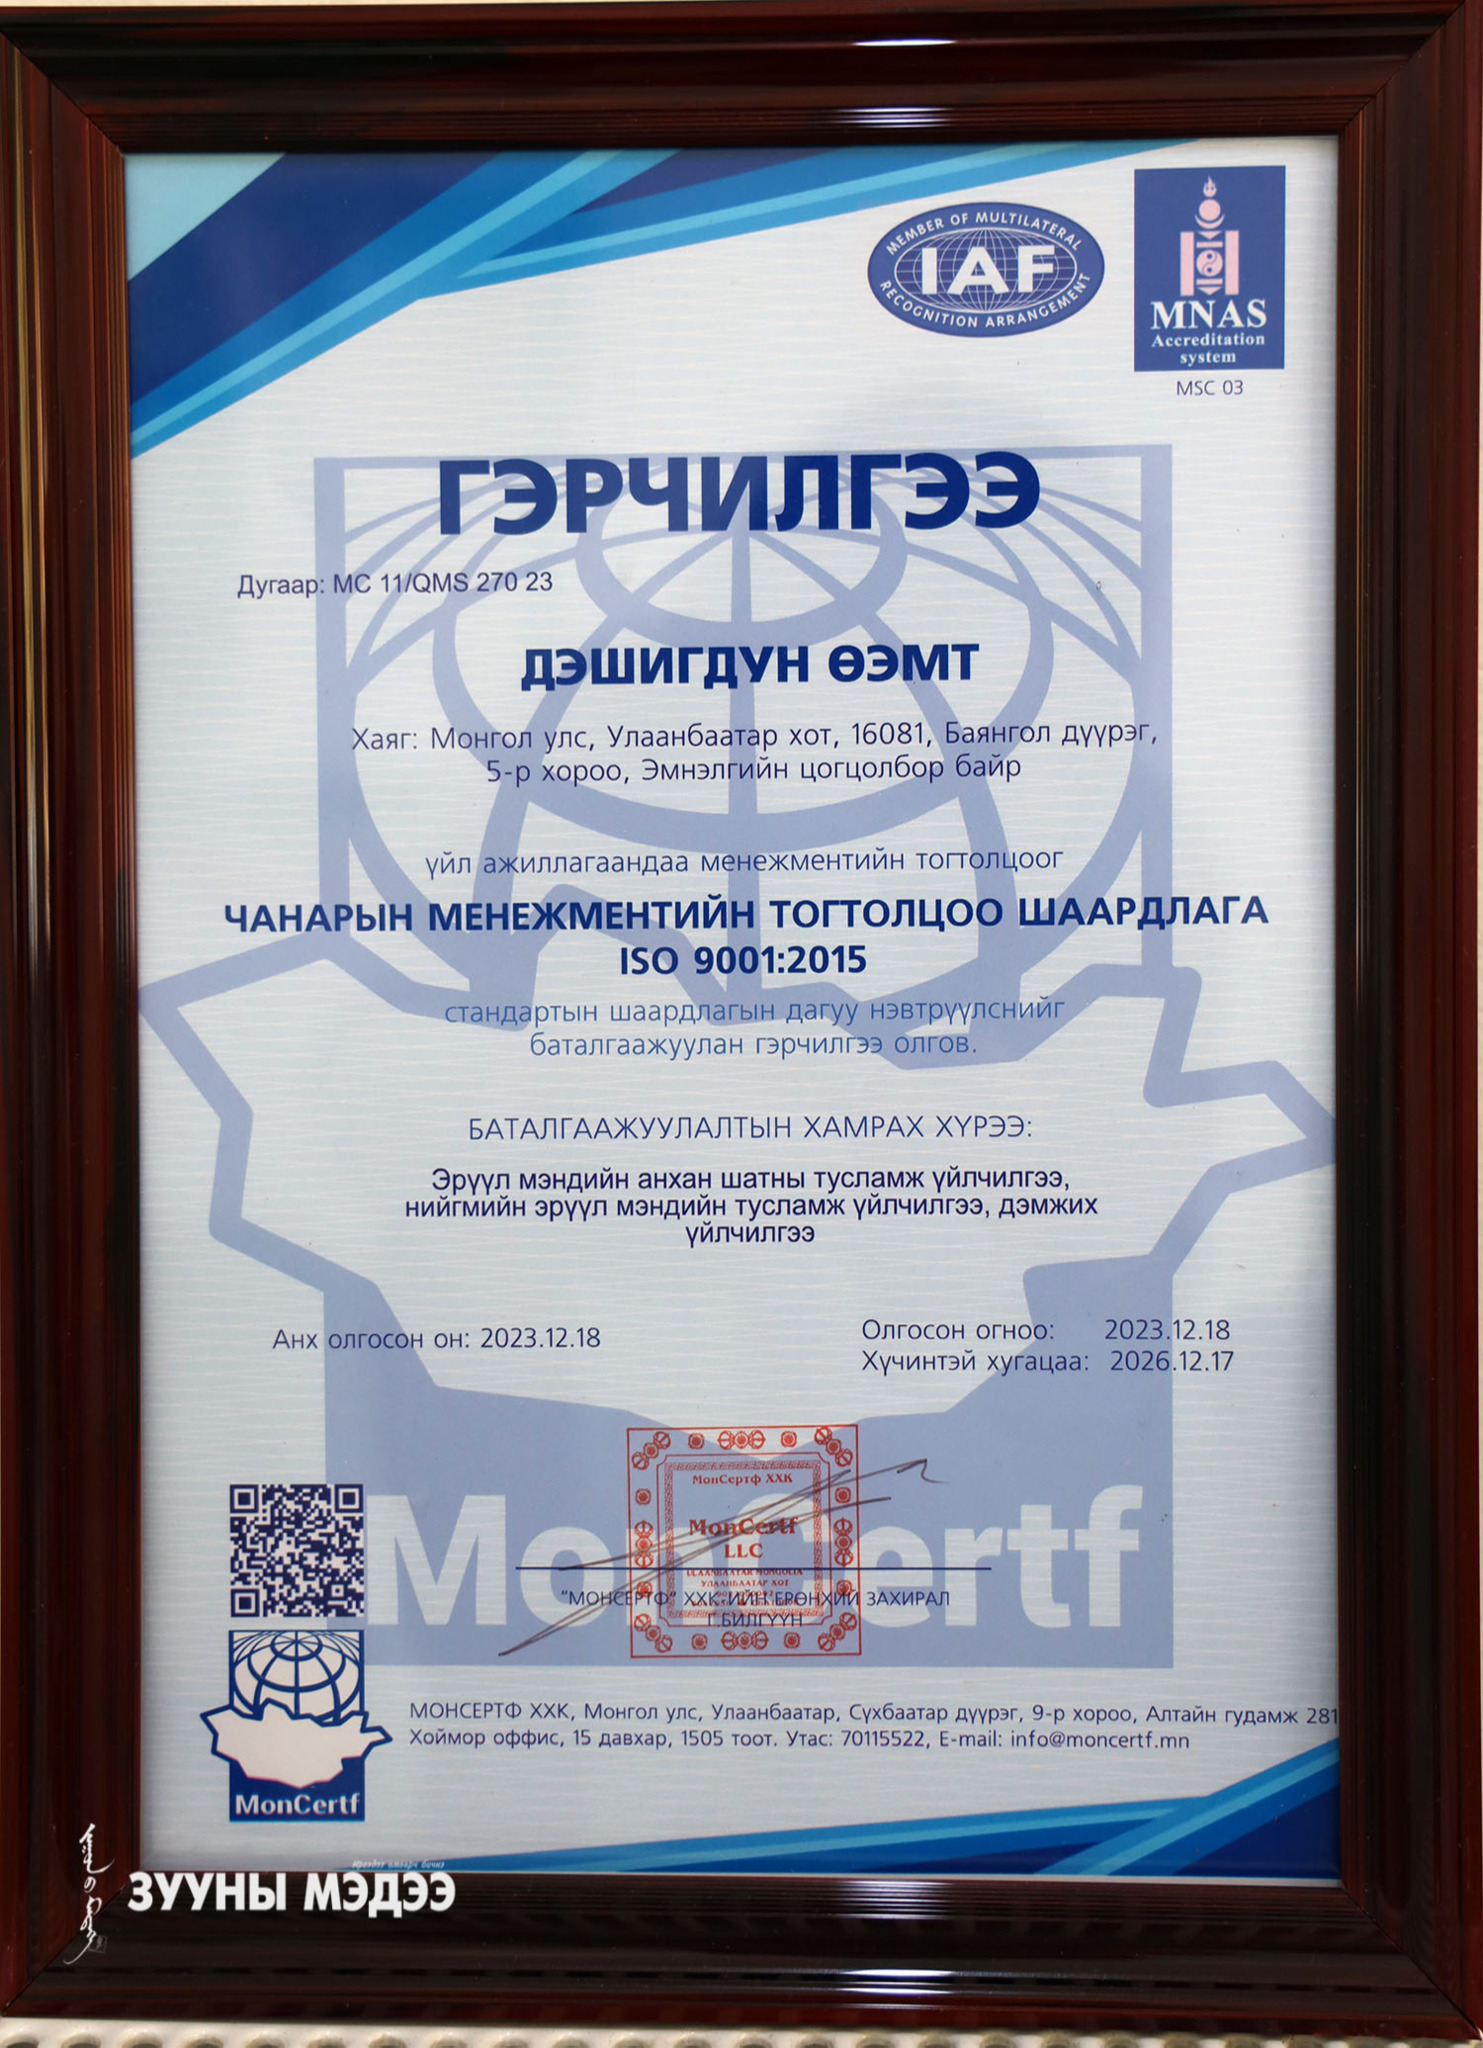 MEMBER OF MULTILATERAL
IAF
RECOGNITION ARRANGEMENT
MNAS
Accreditation
system
MSC 03
ГЭРЧИЛГЭЭ
Дугаар: MC 11/QMS 270 23
ДЭШИГДУН ӨЭМТ
Хаяг: Монгол улс, Улаанбаатар хот, 16081, Баянгол дүүрэг,
5-р хороо, Эмнэлгийн цогцолбор байр
үйл ажиллагаандаа менежментийн тогтолцоог
ЧАНАРЫН МЕНЕЖМЕНТИЙН ТОГТОЛЦОО ШААРДЛАГА
ISO 9001:2015
стандартын шаардлагын дагуу нэвтрүүлснийг
баталгаажуулан гэрчилгээ олгов.
БАТАЛГААЖУУЛАЛТЫН ХАМРАХ ХҮРЭЭ:
Эрүүл мэндийн анхан шатны тусламж үйлчилгээ,
нийгмийн эрүүл мэндийн тусламж үйлчилгээ, дэмжих
үйлчилгээ
Анх олгосон он: 2023.12.18
Олгосон огноо: 2023.12.18
Хүчинтэй хугацаа: 2026.12.17
MonCertf
МонСертф ХХК
MonCertf
LLC
ULAANBAATAR MONGOLIA
УЛААНБААТАР ХОТ
“МОНСЕРТФ” ХХК-ИЙН ЕРӨНХИЙ ЗАХИРАЛ
Г.БИЛГҮҮН
МОНСЕРТФ ХХК, Монгол улс, Улаанбаатар, Сүхбаатар дүүрэг, 9-р хороо, Алтайн гудамж 281
Хоймор оффис, 15 давхар, 1505 тоот. Утас: 70115522, E-mail: info@moncertf.mn
MonCertf
ЗУУНЫ МЭДЭЭ